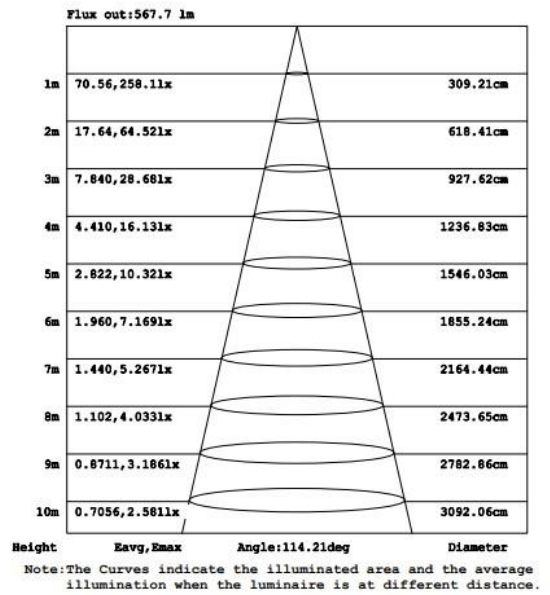 Flux out:567.7 lm
1m 70.56,258.1lx 309.21cm
2m 17.64,64.52lx 618.41cm
3m 7.840,28.68lx 927.62cm
4m 4.410,16.13lx 1236.83cm
5m 2.822,10.32lx 1546.03cm
6m 1.960,7.169lx 1855.24cm
7m 1.440,5.267lx 2164.44cm
8m 1.102,4.033lx 2473.65cm
9m 0.8711,3.186lx 2782.86cm
10m 0.7056,2.581lx 3092.06cm
Height Eavg,Emax Angle:114.21deg Diameter
Note:The Curves indicate the illuminated area and the average
illumination when the luminaire is at different distance.